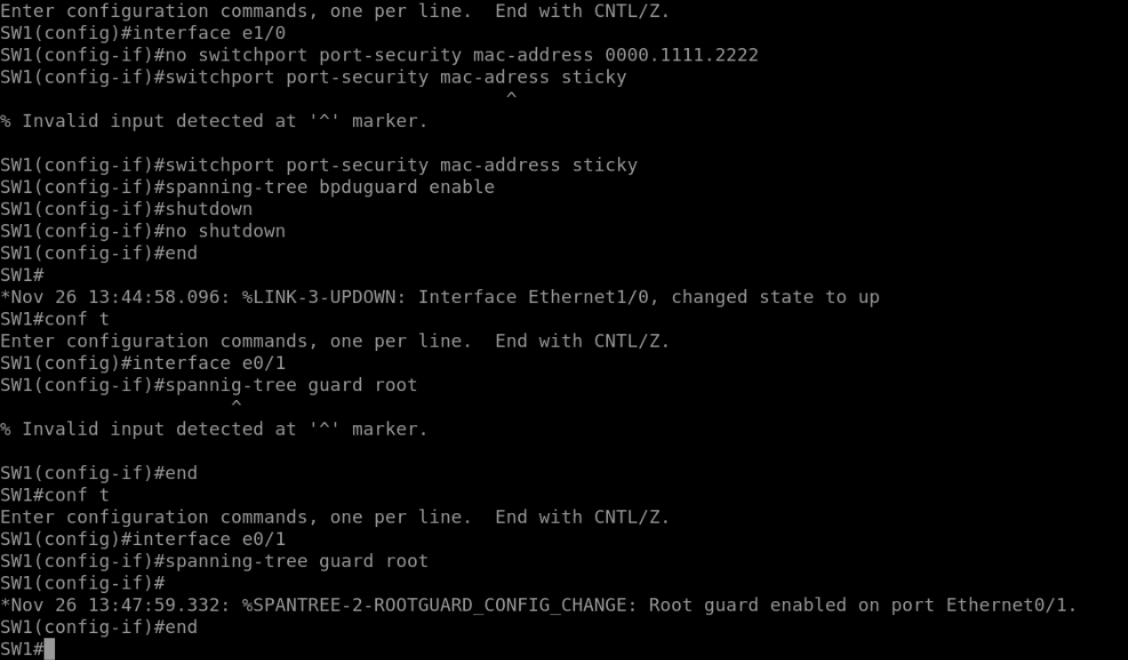 Enter configuration commands, one per line.  End with CNTL/Z.
SW1(config)#interface e1/0
SW1(config-if)#no switchport port-security mac-address 0000.1111.2222
SW1(config-if)#switchport port-security mac-adress sticky
^
% Invalid input detected at '^' marker.

SW1(config-if)#switchport port-security mac-address sticky
SW1(config-if)#spanning-tree bpduguard enable
SW1(config-if)#shutdown
SW1(config-if)#no shutdown
SW1(config-if)#end
SW1#
*Nov 26 13:44:58.096: %LINK-3-UPDOWN: Interface Ethernet1/0, changed state to up
SW1#conf t
Enter configuration commands, one per line.  End with CNTL/Z.
SW1(config)#interface e0/1
SW1(config-if)#spannig-tree guard root
^
% Invalid input detected at '^' marker.

SW1(config-if)#end
SW1#conf t
Enter configuration commands, one per line.  End with CNTL/Z.
SW1(config)#interface e0/1
SW1(config-if)#spanning-tree guard root
SW1(config-if)#
*Nov 26 13:47:59.332: %SPANTREE-2-ROOTGUARD_CONFIG_CHANGE: Root guard enabled on port Ethernet0/1.
SW1(config-if)#end
SW1#